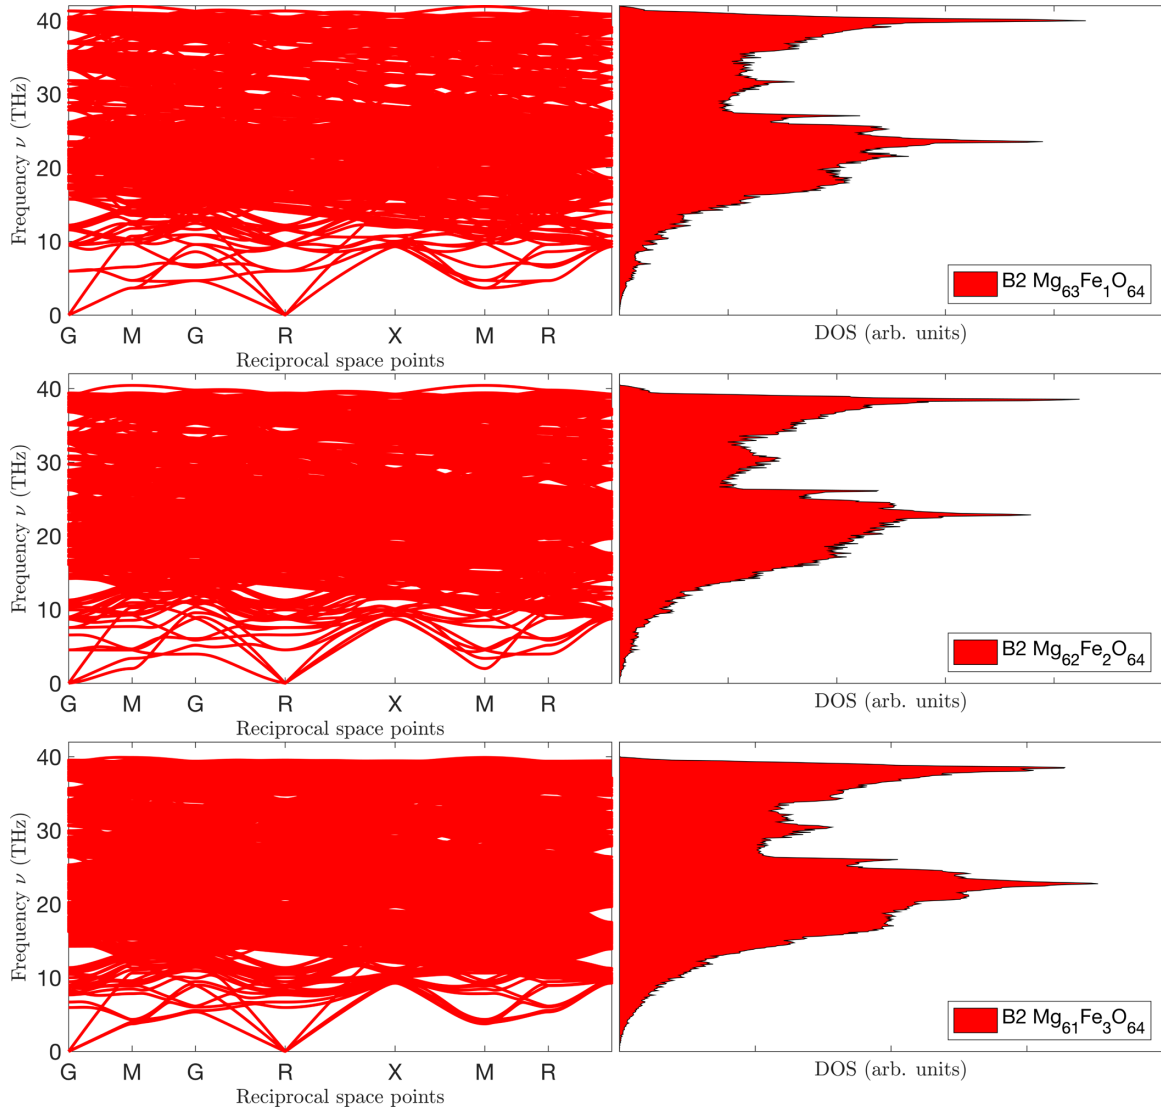 40
30
20
10
0
Frequency ν (THz)
G M G R X M R
Reciprocal space points
DOS (arb. units)
B2 Mg₆₃Fe₁O₆₄
40
30
20
10
0
Frequency ν (THz)
G M G R X M R
Reciprocal space points
DOS (arb. units)
B2 Mg₆₂Fe₂O₆₄
40
30
20
10
0
Frequency ν (THz)
G M G R X M R
Reciprocal space points
DOS (arb. units)
B2 Mg₆₁Fe₃O₆₄